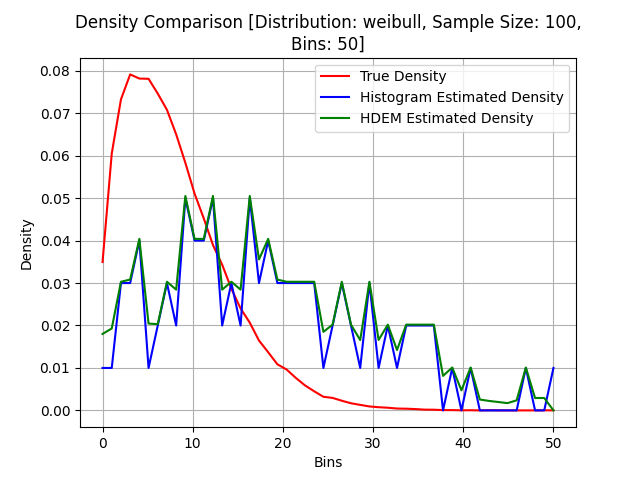 Density Comparison [Distribution: weibull, Sample Size: 100,
Bins: 50]
True Density
Histogram Estimated Density
HDEM Estimated Density
Density
0.08
0.07
0.06
0.05
0.04
0.03
0.02
0.01
0.00
0 10 20 30 40 50
Bins